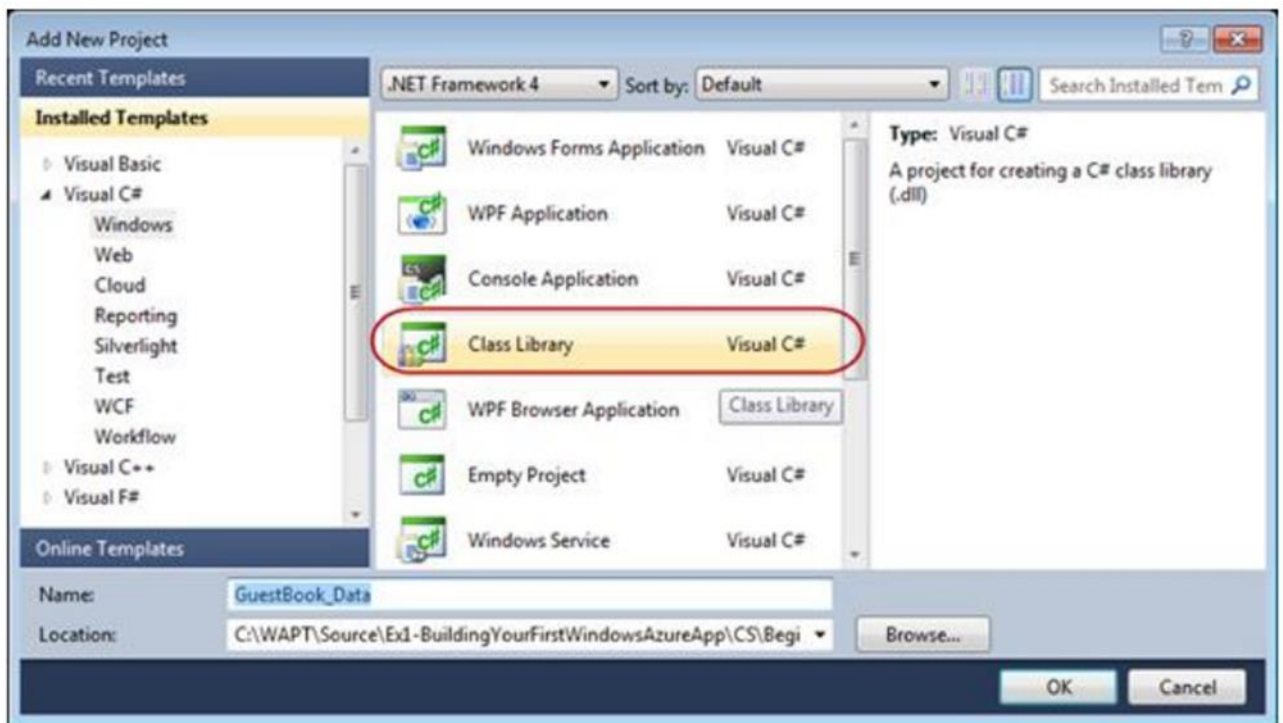 Add New Project
Recent Templates
Installed Templates
Visual Basic
Visual C#
Windows
Web
Cloud
Reporting
Silverlight
Test
WCF
Workflow
Visual C++
Visual F#
Online Templates
.NET Framework 4
Sort by: Default
Search Installed Tem
Windows Forms Application Visual C#
WPF Application Visual C#
Console Application Visual C#
Class Library Visual C#
WPF Browser Application Class Library
Empty Project Visual C#
Windows Service Visual C#
Type: Visual C#
A project for creating a C# class library
(.dll)
Name: GuestBook_Data
Location: C:\WAPT\Source\Ex1-BuildingYourFirstWindowsAzureApp\CS\Begi
Browse...
OK
Cancel